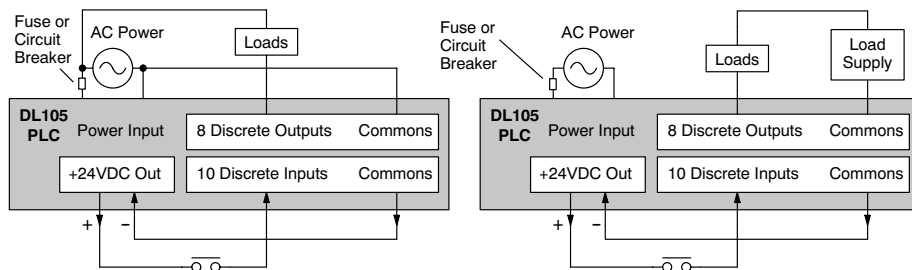 Fuse or
Circuit
Breaker
AC Power
Loads
DL105
PLC
Power Input
8 Discrete Outputs Commons
+24VDC Out
10 Discrete Inputs Commons
+ −
Fuse or
Circuit
Breaker
AC Power
Loads
Load
Supply
DL105
PLC
Power Input
8 Discrete Outputs Commons
+24VDC Out
10 Discrete Inputs Commons
+ −